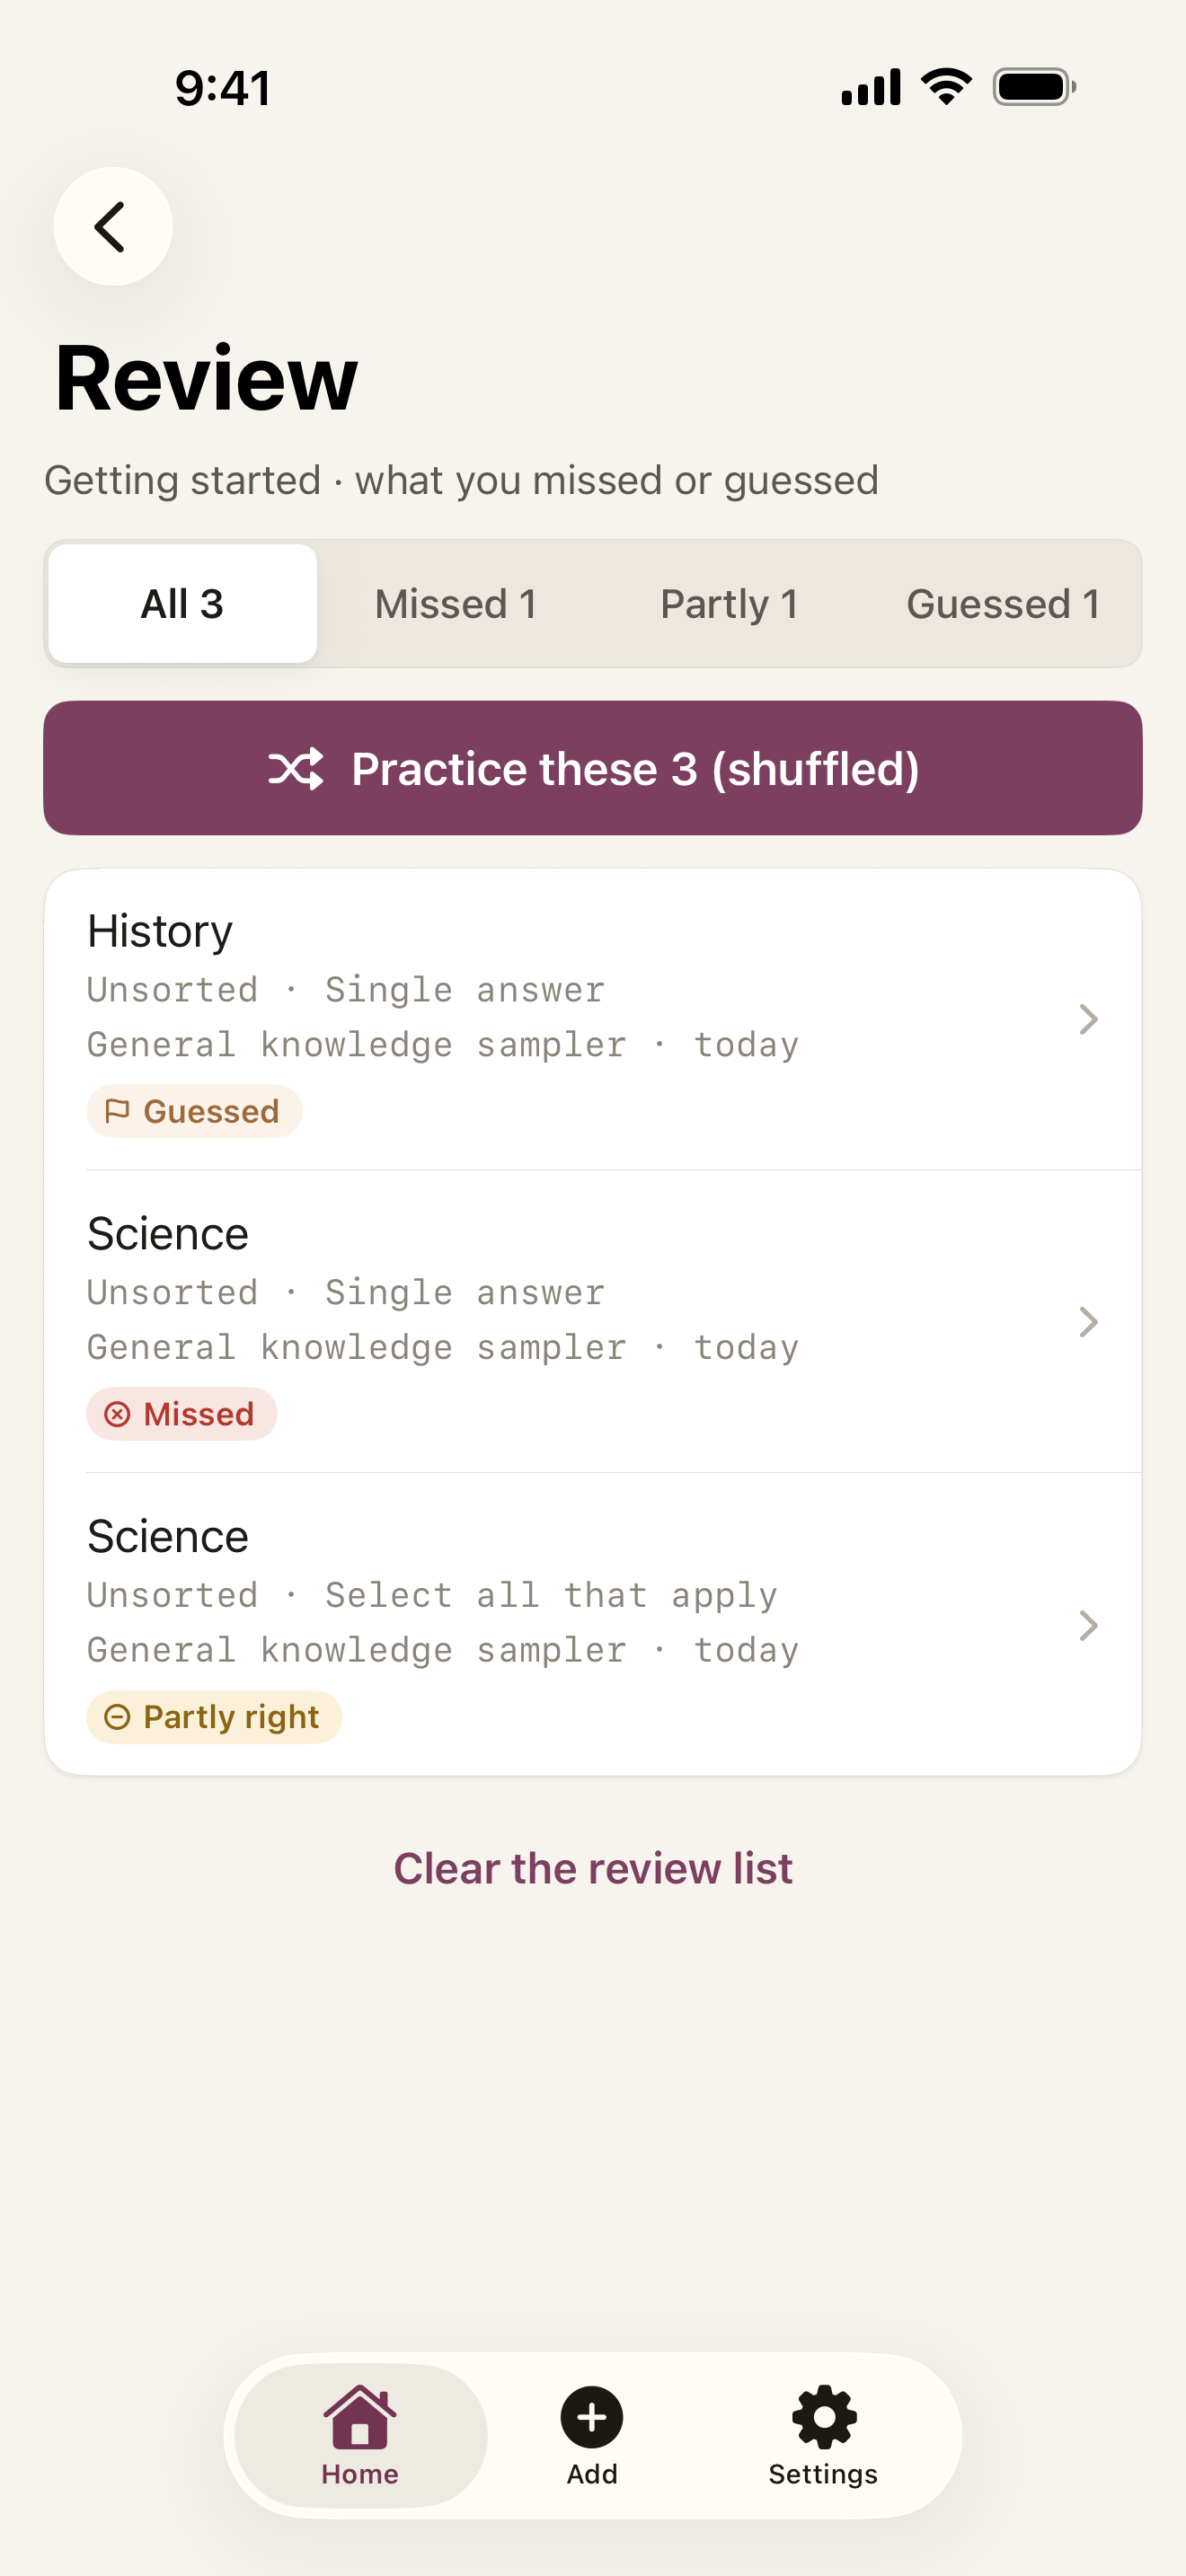 9:41
Review
Getting started · what you missed or guessed
All 3
Missed 1
Partly 1
Guessed 1
Practice these 3 (shuffled)
History
Unsorted · Single answer
General knowledge sampler · today
Guessed
Science
Unsorted · Single answer
General knowledge sampler · today
Missed
Science
Unsorted · Select all that apply
General knowledge sampler · today
Partly right
Clear the review list
Home
Add
Settings